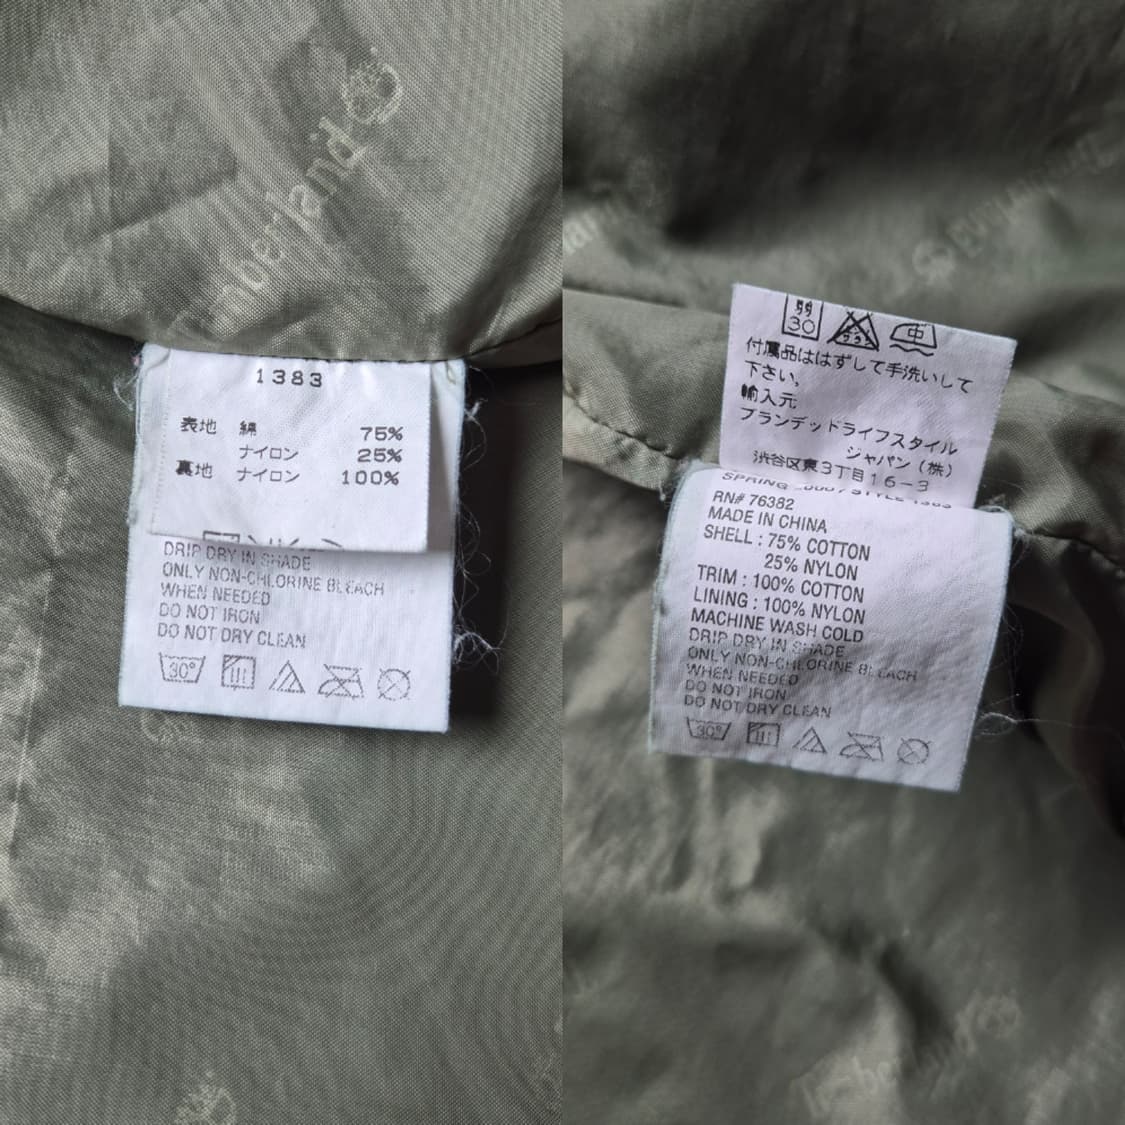 mberland
1383
表地 綿 75%
ナイロン 25%
裏地 ナイロン 100%
DRIP DRY IN SHADE
ONLY NON-CHLORINE BLEACH
WHEN NEEDED
DO NOT IRON
DO NOT DRY CLEAN
30°
弱
30
中
付属品ははずして手洗いして
下さい。
輸入元
ブランデッドライフスタイル
ジャパン(株)
渋谷区東3丁目16-3
SPRING
RN# 76382
MADE IN CHINA
SHELL : 75% COTTON
25% NYLON
TRIM : 100% COTTON
LINING : 100% NYLON
MACHINE WASH COLD
DRIP DRY IN SHADE
ONLY NON-CHLORINE BLEACH
WHEN NEEDED
DO NOT IRON
DO NOT DRY CLEAN
30°